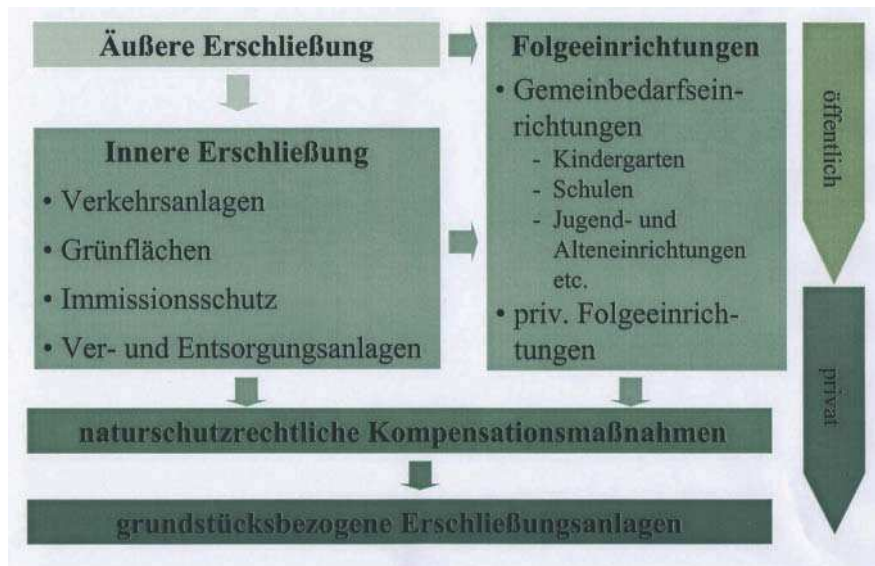 Äußere Erschließung
Innere Erschließung
• Verkehrsanlagen
• Grünflächen
• Immissionsschutz
• Ver- und Entsorgungsanlagen
Folgeeinrichtungen
• Gemeinbedarfsein-
richtungen
- Kindergarten
- Schulen
- Jugend- und
Alteneinrichtungen
etc.
• priv. Folgeeinrich-
tungen
naturschutzrechtliche Kompensationsmaßnahmen
grundstücksbezogene Erschließungsanlagen
öffentlich
privat